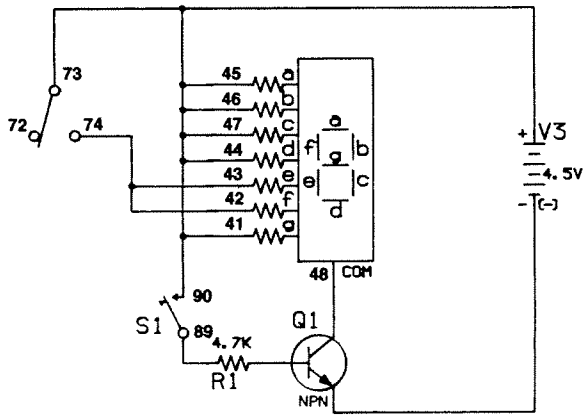 73
72
74
45 a
46 b
47 c
44 d
43 e
42 f
41 g
a
f b
g
e c
d
+ V3
4.5V
- (-)
48 COM
90
S1
89
4.7K
R1
Q1
NPN